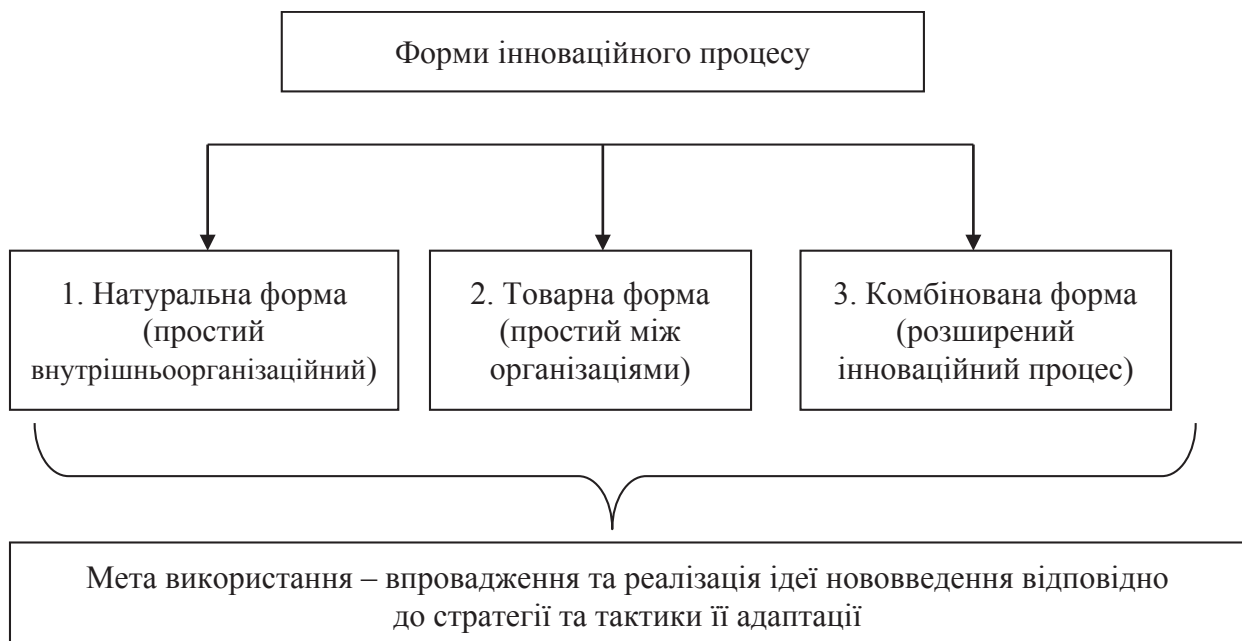 Форми інноваційного процесу
1. Натуральна форма
(простий
внутрішньоорганізаційний)
2. Товарна форма
(простий між
організаціями)
3. Комбінована форма
(розширений
інноваційний процес)
Мета використання – впровадження та реалізація ідеї нововведення відповідно
до стратегії та тактики її адаптації